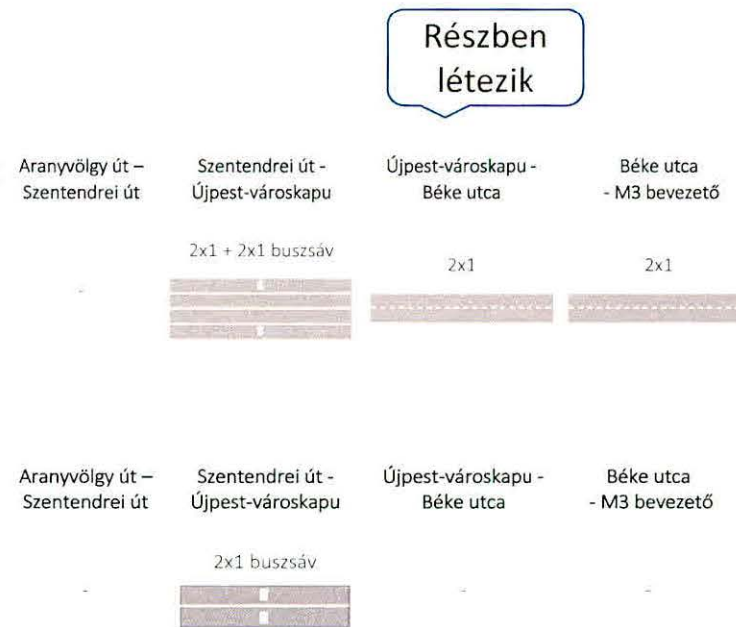 Részben
létezik
Aranyvölgy út – Szentendrei út - Újpest-városkapu - Béke utca
Szentendrei út Újpest-városkapu Béke utca - M3 bevezető
2x1 + 2x1 buszsáv 2x1 2x1
-
Aranyvölgy út – Szentendrei út - Újpest-városkapu - Béke utca
Szentendrei út Újpest-városkapu Béke utca - M3 bevezető
2x1 buszsáv
- - -